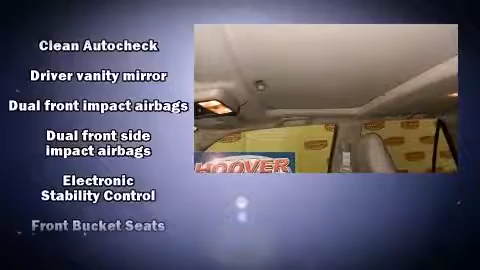 Clean Autocheck
Driver vanity mirror
Dual front impact airbags
Dual front side
impact airbags
Electronic
Stability Control
Front Bucket Seats
HOOVER